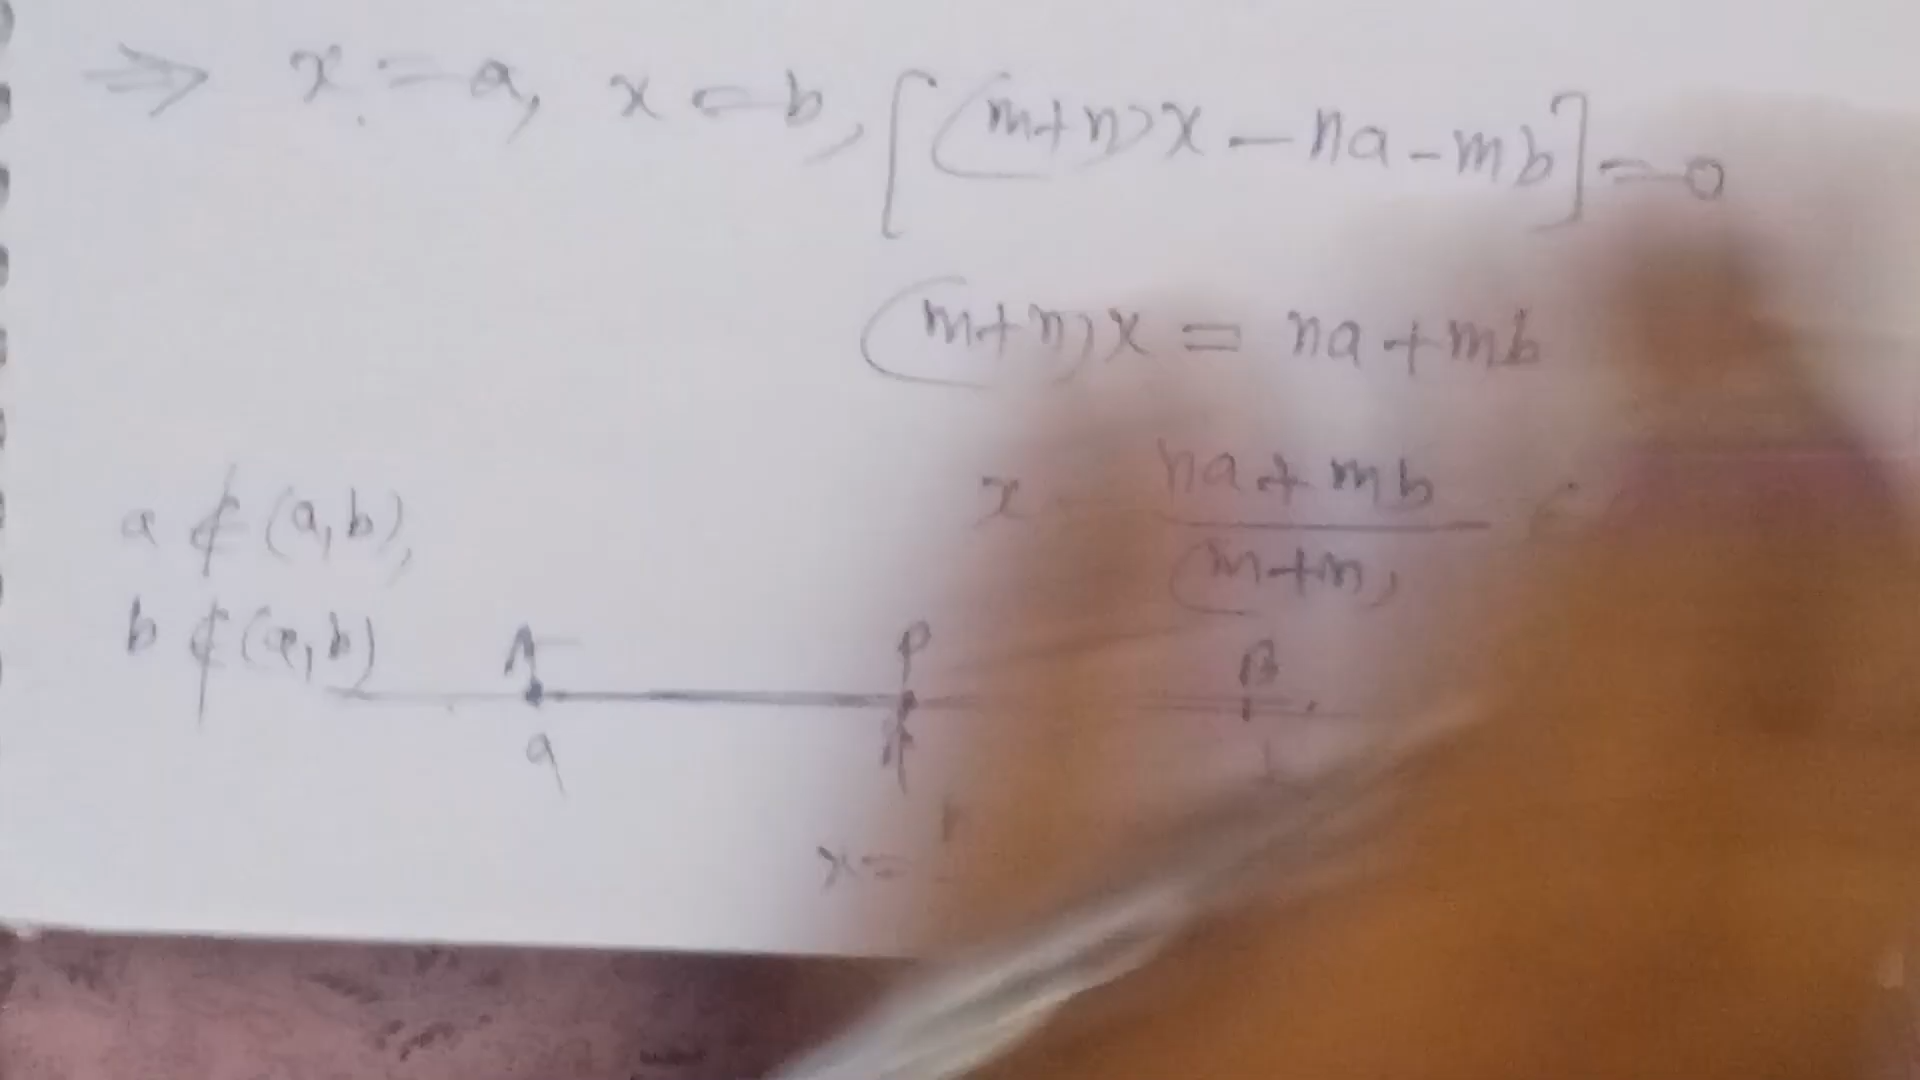 ⇒ x = a, x = b, [(m+n)x - na - mb] = 0
(m+n)x = na + mb
x na + mb
(m+n)
a ∉ (a, b),
b ∉ (a, b)
A P B
a
x =